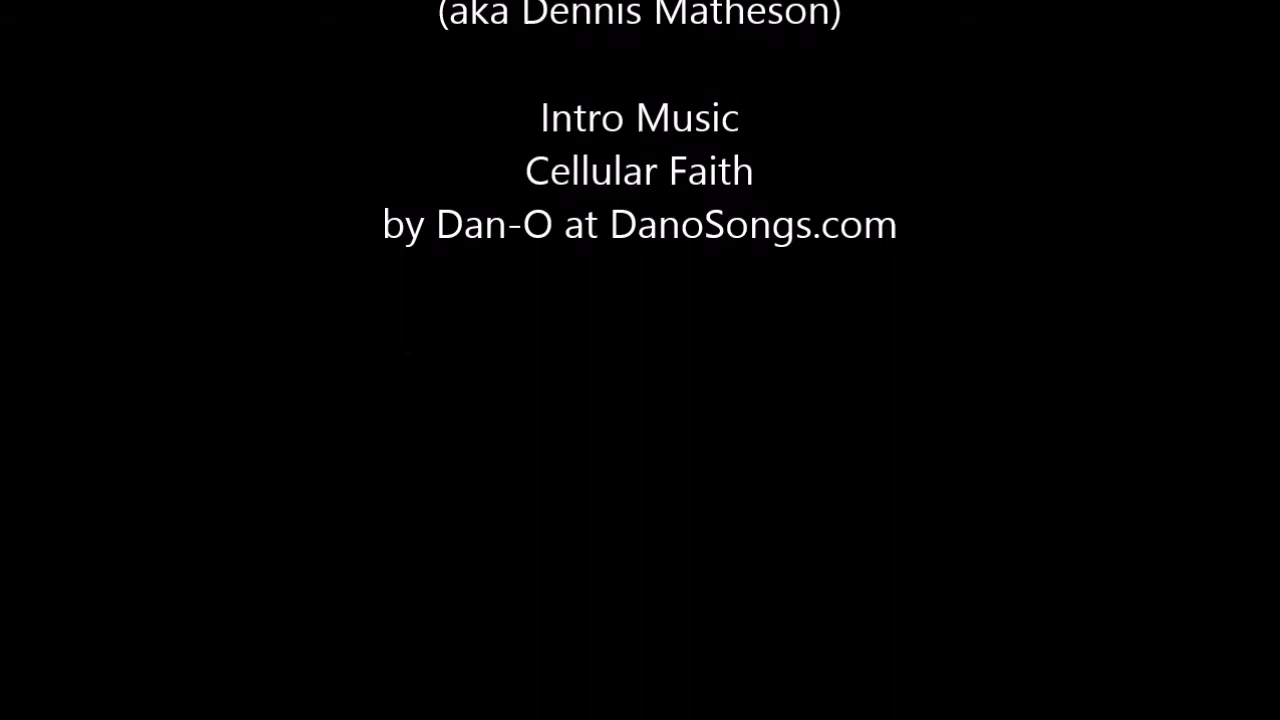 (aka Dennis Matheson)
Intro Music
Cellular Faith
by Dan-O at DanoSongs.com